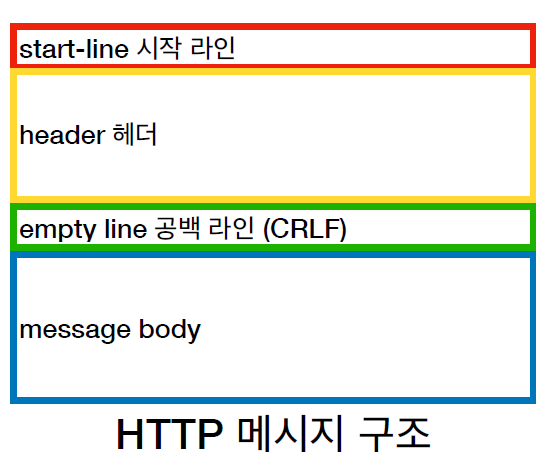 start-line 시작 라인
header 헤더
empty line 공백 라인 (CRLF)
message body
HTTP 메시지 구조